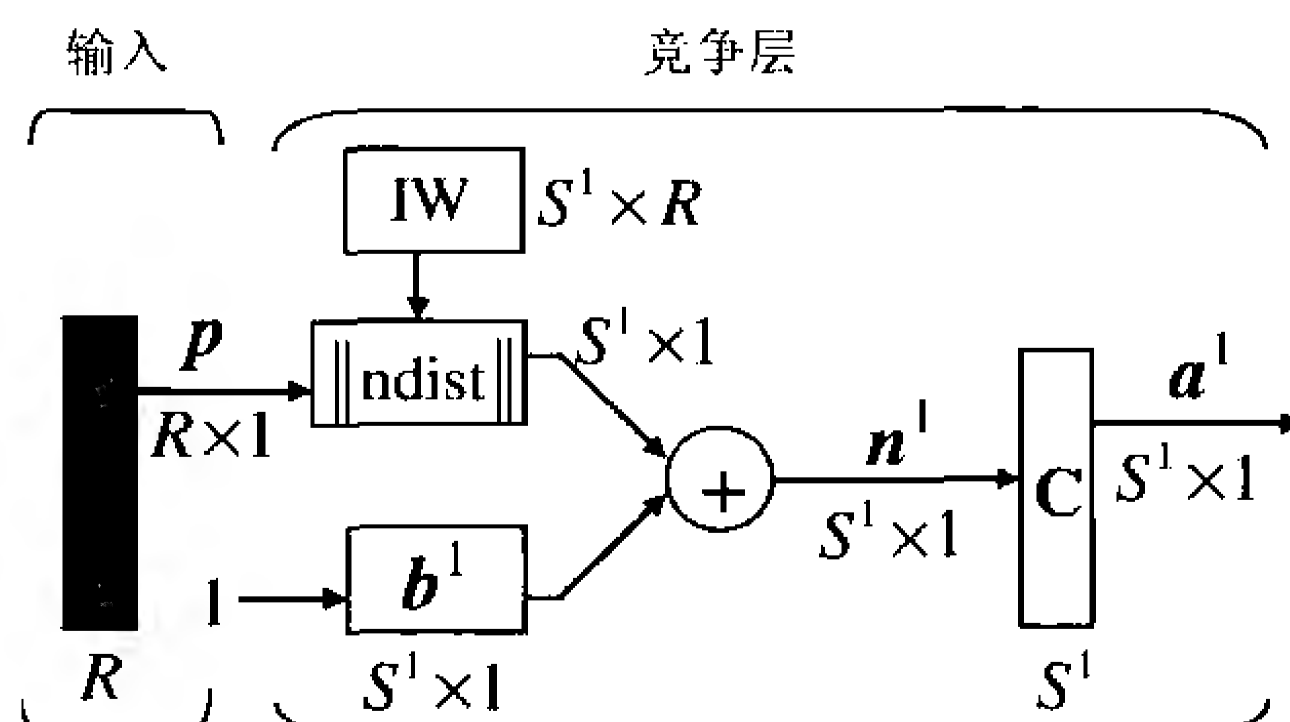 输入 竞争层
IW S¹×R
p ‖ndist‖ S¹×1
R×1
a¹
n¹
+ C S¹×1
S¹×1
1 b¹
R S¹×1 S¹